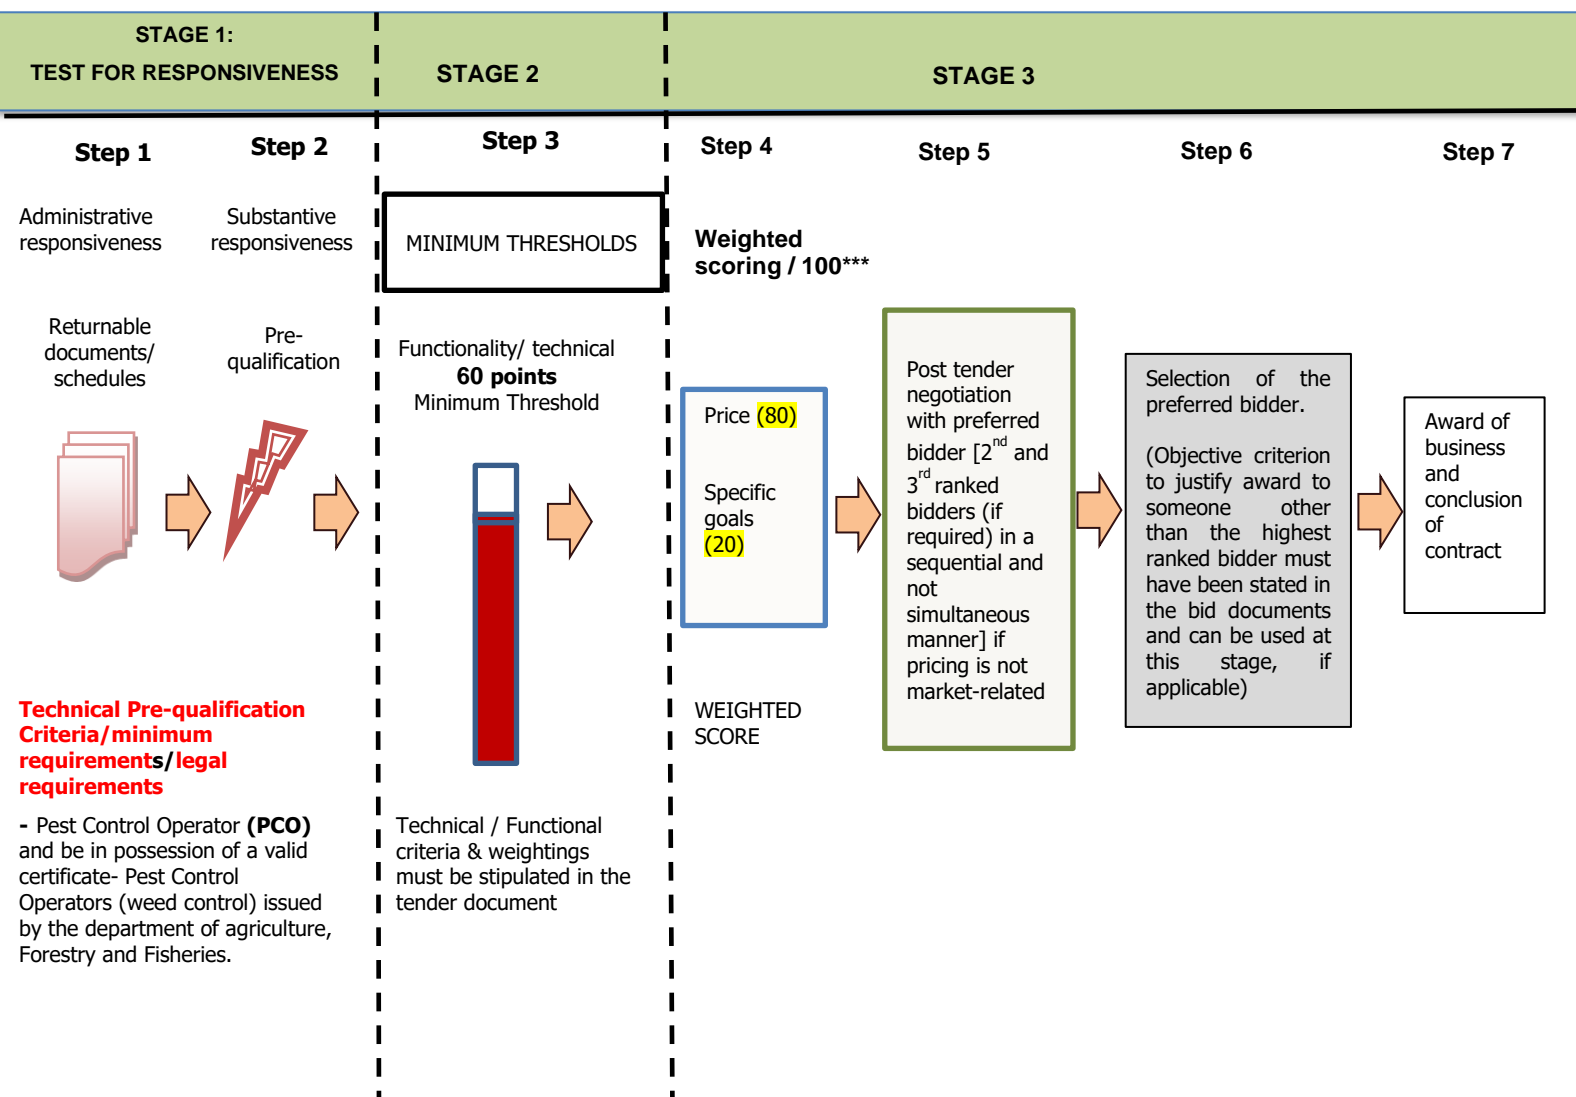 STAGE 1:
TEST FOR RESPONSIVENESS
STAGE 2
STAGE 3
Step 1
Step 2
Step 3
Step 4
Step 5
Step 6
Step 7
Administrative
responsiveness
Substantive
responsiveness
MINIMUM THRESHOLDS
Weighted
scoring / 100***
Returnable
documents/
schedules
Pre-
qualification
Functionality/ technical
60 points
Minimum Threshold
Price (80)
Specific
goals
(20)
WEIGHTED
SCORE
Post tender
negotiation
with preferred
bidder [2nd and
3rd ranked
bidders (if
required) in a
sequential and
not
simultaneous
manner] if
pricing is not
market-related
Selection of the
preferred bidder.
(Objective criterion
to justify award to
someone other
than the highest
ranked bidder must
have been stated in
the bid documents
and can be used at
this stage, if
applicable)
Award of
business
and
conclusion
of
contract
Technical Pre-qualification
Criteria/minimum
requirements/legal
requirements
- Pest Control Operator (PCO)
and be in possession of a valid
certificate- Pest Control
Operators (weed control) issued
by the department of agriculture,
Forestry and Fisheries.
Technical / Functional
criteria & weightings
must be stipulated in the
tender document